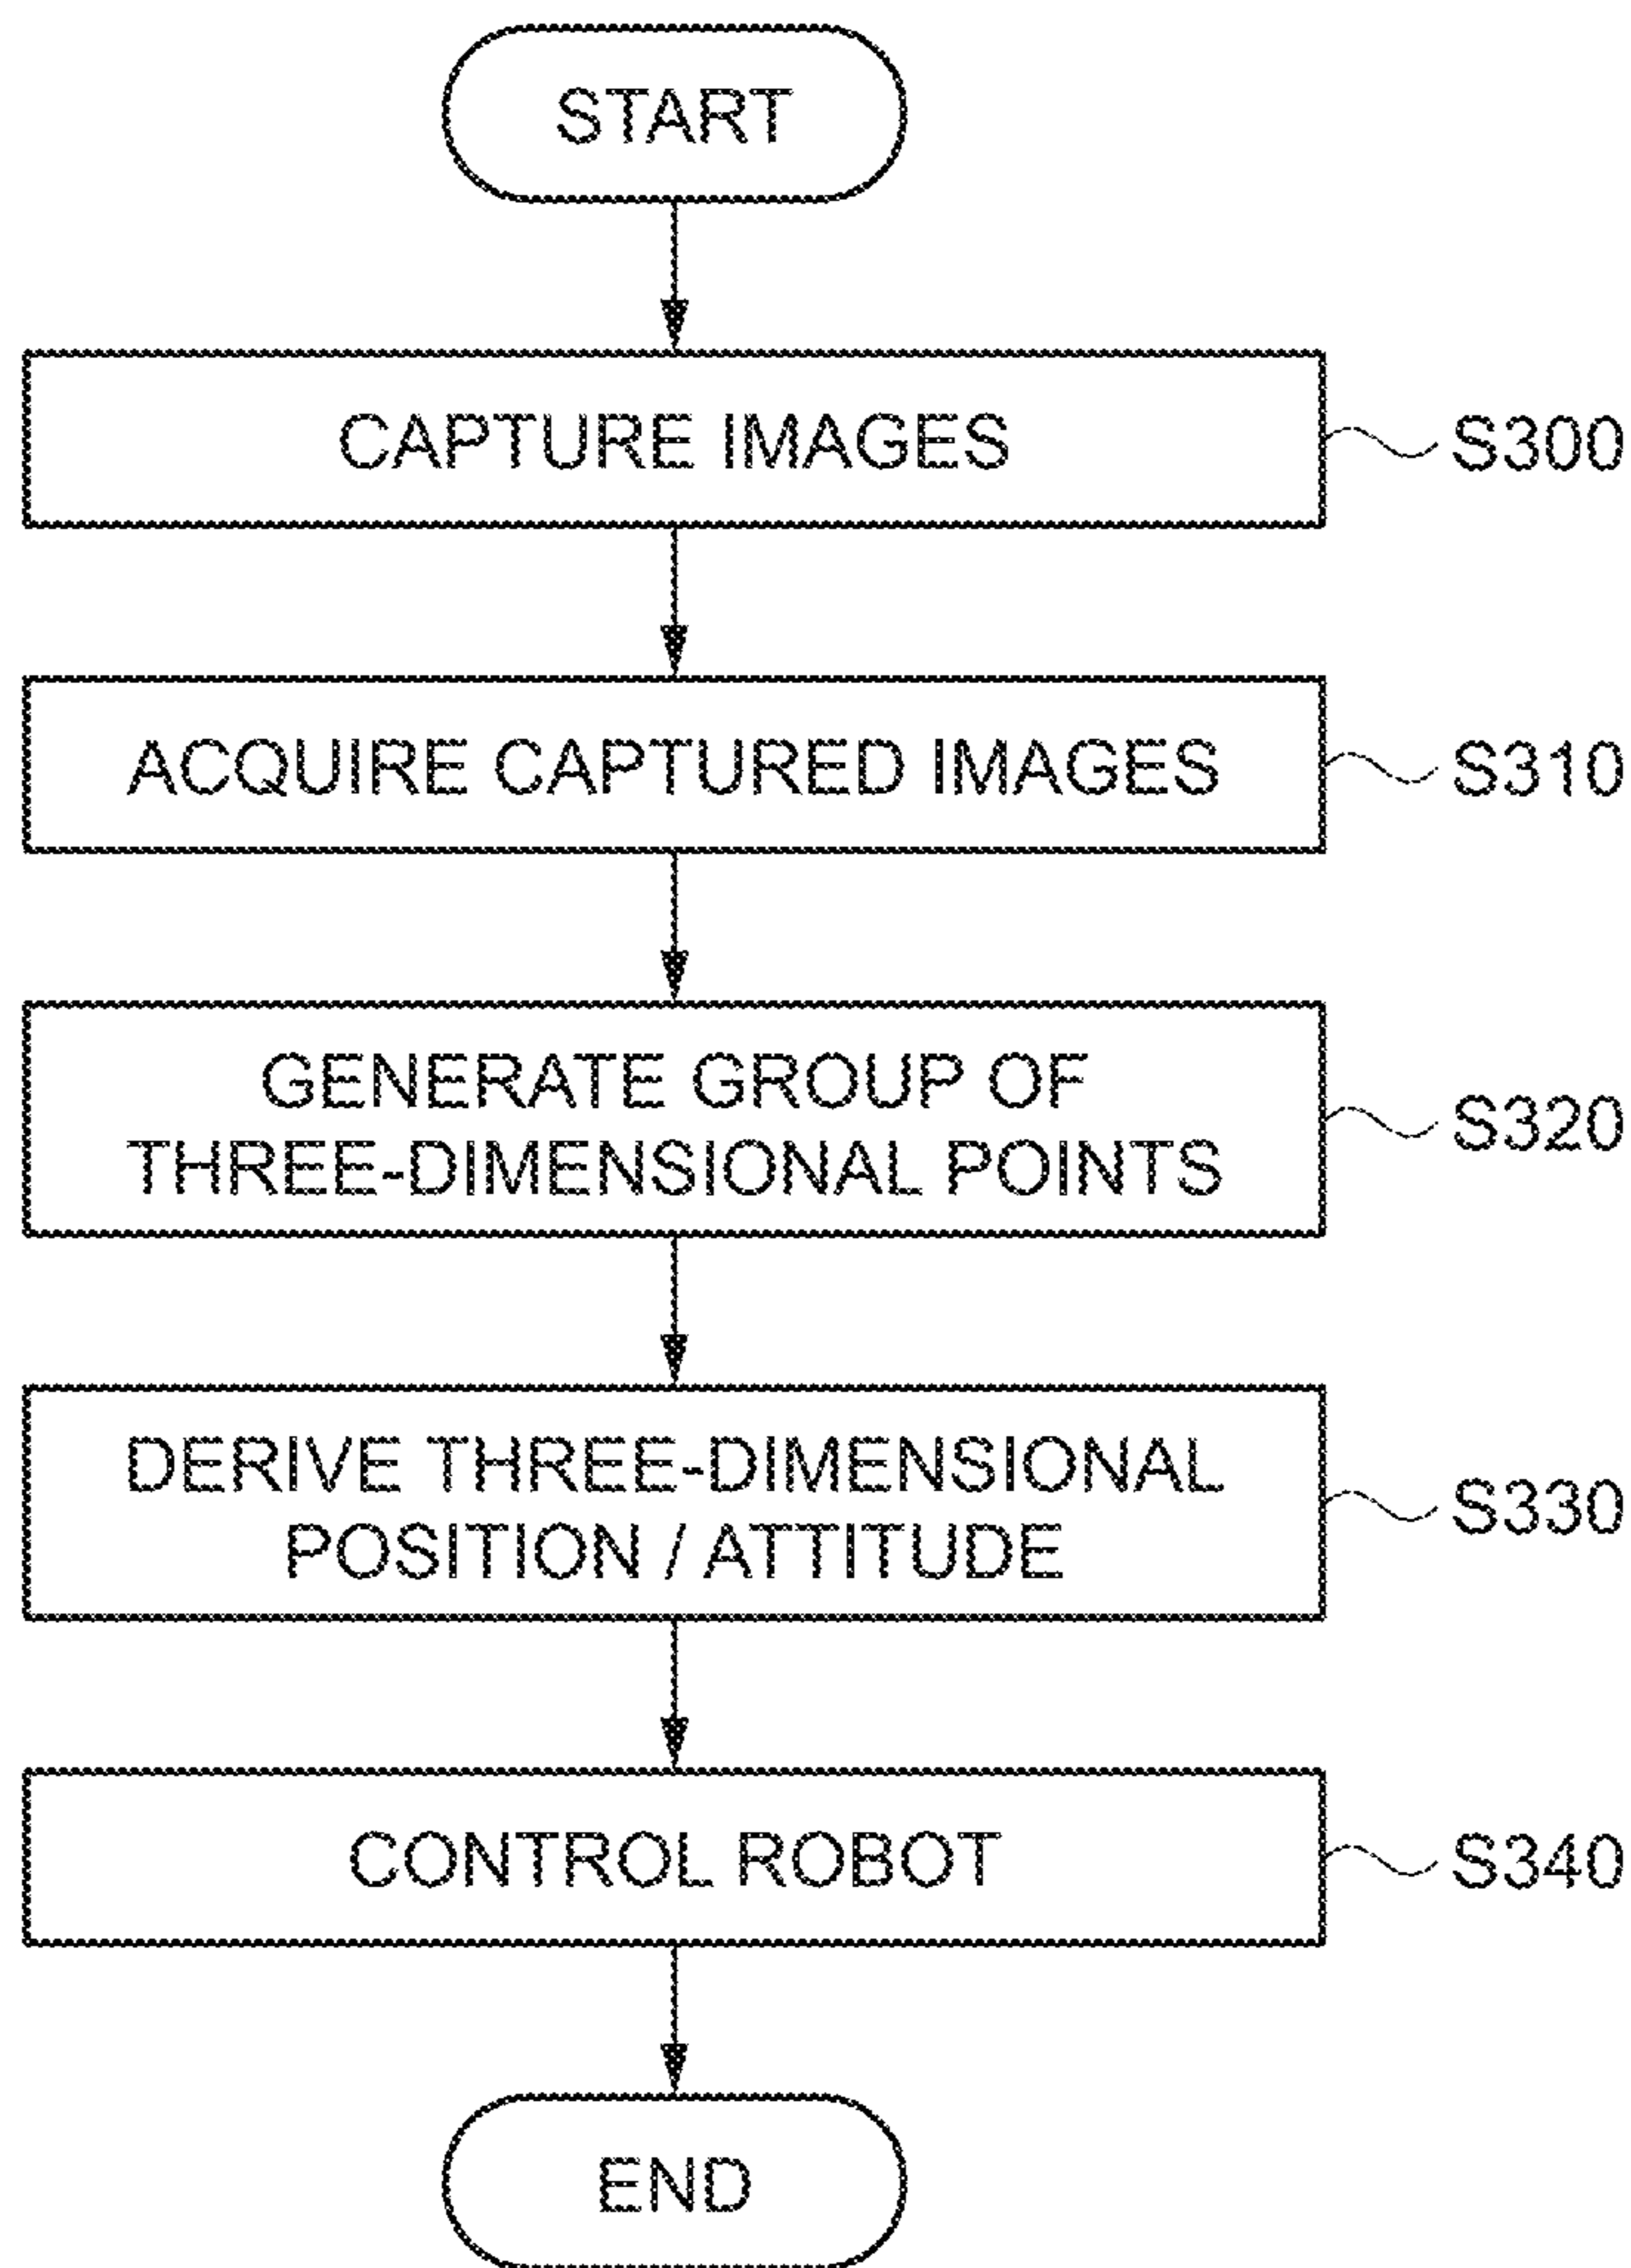 START
CAPTURE IMAGES
S300
ACQUIRE CAPTURED IMAGES
S310
GENERATE GROUP OF
THREE-DIMENSIONAL POINTS
S320
DERIVE THREE-DIMENSIONAL
POSITION / ATTITUDE
S330
CONTROL ROBOT
S340
END